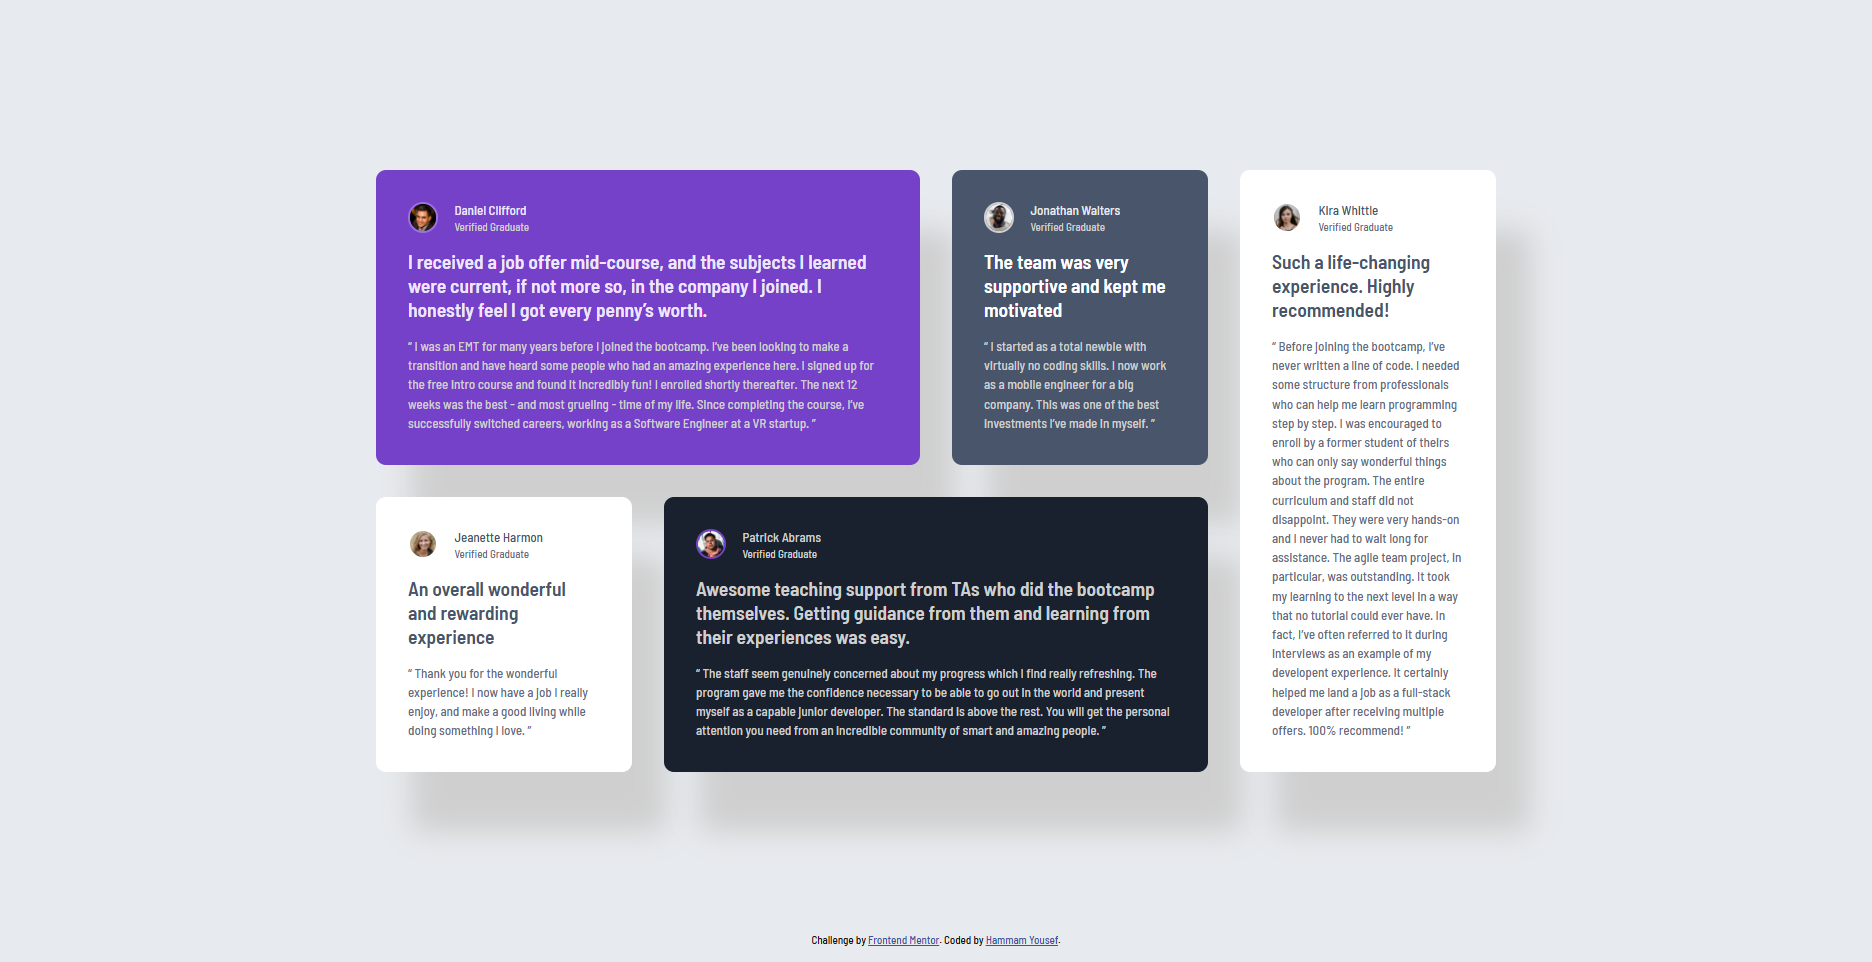 Daniel Clifford
Verified Graduate
I received a job offer mid-course, and the subjects I learned
were current, if not more so, in the company I joined. I
honestly feel I got every penny’s worth.
“ I was an EMT for many years before I joined the bootcamp. I’ve been looking to make a
transition and have heard some people who had an amazing experience here. I signed up for
the free intro course and found it incredibly fun! I enrolled shortly thereafter. The next 12
weeks was the best - and most grueling - time of my life. Since completing the course, I’ve
successfully switched careers, working as a Software Engineer at a VR startup. ”
Jonathan Walters
Verified Graduate
The team was very
supportive and kept me
motivated
“ I started as a total newbie with
virtually no coding skills. I now work
as a mobile engineer for a big
company. This was one of the best
investments I’ve made in myself. ”
Kira Whittle
Verified Graduate
Such a life-changing
experience. Highly
recommended!
“ Before joining the bootcamp, I’ve
never written a line of code. I needed
some structure from professionals
who can help me learn programming
step by step. I was encouraged to
enroll by a former student of theirs
who can only say wonderful things
about the program. The entire
curriculum and staff did not
disappoint. They were very hands-on
and I never had to wait long for
assistance. The agile team project, in
particular, was outstanding. It took
my learning to the next level in a way
that no tutorial could ever have. In
fact, I’ve often referred to it during
interviews as an example of my
developent experience. It certainly
helped me land a job as a full-stack
developer after receiving multiple
offers. 100% recommend! ”
Jeanette Harmon
Verified Graduate
An overall wonderful
and rewarding
experience
“ Thank you for the wonderful
experience! I now have a job I really
enjoy, and make a good living while
doing something I love. ”
Patrick Abrams
Verified Graduate
Awesome teaching support from TAs who did the bootcamp
themselves. Getting guidance from them and learning from
their experiences was easy.
“ The staff seem genuinely concerned about my progress which I find really refreshing. The
program gave me the confidence necessary to be able to go out in the world and present
myself as a capable junior developer. The standard is above the rest. You will get the personal
attention you need from an incredible community of smart and amazing people. ”
Challenge by Frontend Mentor. Coded by Hammam Yousef.